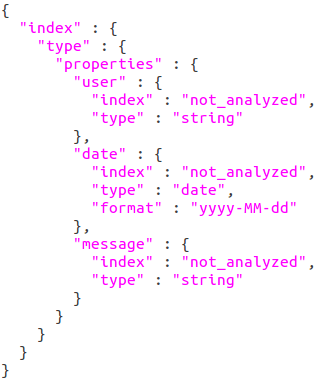 {
  "index" : {
    "type" : {
      "properties" : {
        "user" : {
          "index" : "not_analyzed",
          "type" : "string"
        },
        "date" : {
          "index" : "not_analyzed",
          "type" : "date",
          "format" : "yyyy-MM-dd"
        },
        "message" : {
          "index" : "not_analyzed",
          "type" : "string"
        }
      }
    }
  }
}